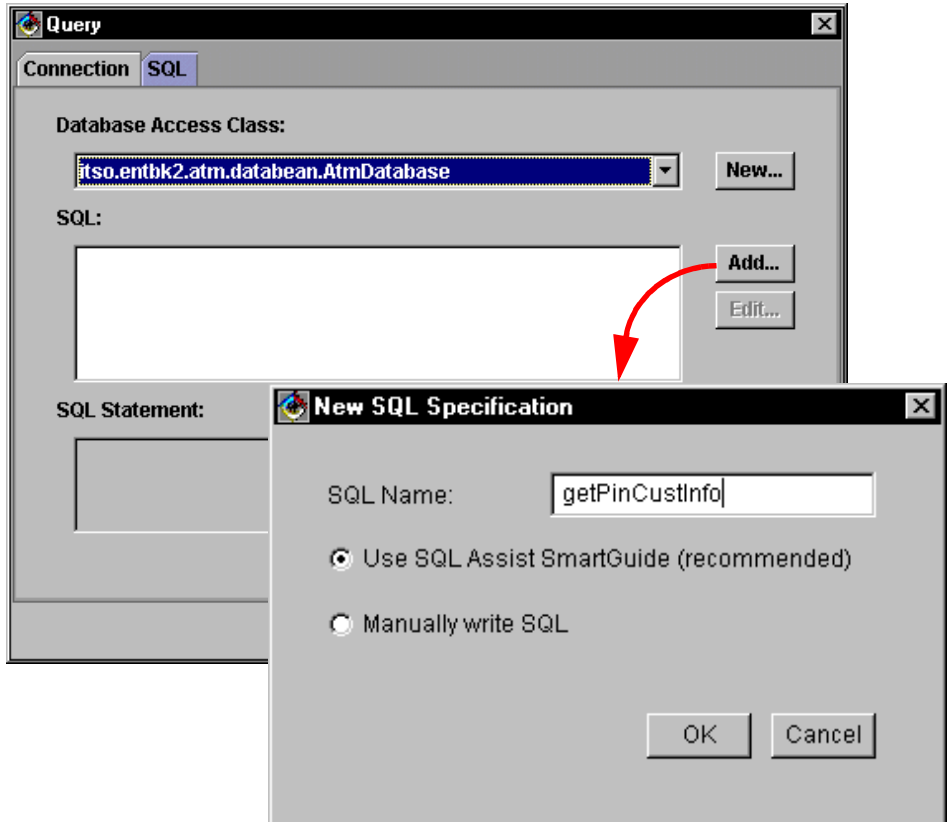 Query
Connection SQL
Database Access Class:
itso.entbk2.atm.databean.AtmDatabase New...
SQL:
Add...
Edit...
SQL Statement:
New SQL Specification
SQL Name: getPinCustInfo
Use SQL Assist SmartGuide (recommended)
Manually write SQL
OK Cancel